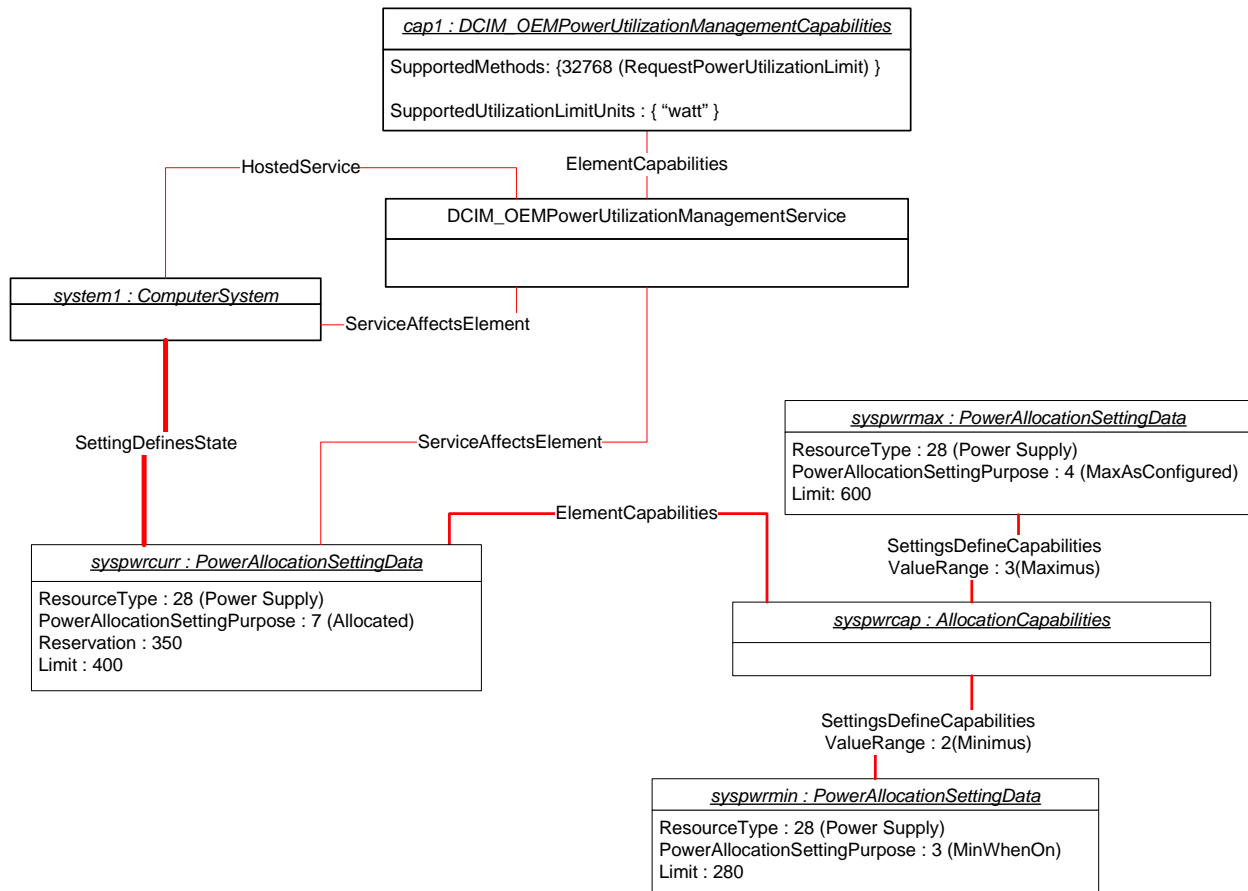 cap1 : DCIM_OEMPowerUtilizationManagementCapabilities
SupportedMethods: {32768 (RequestPowerUtilizationLimit) }
SupportedUtilizationLimitUnits : { “watt” }
HostedService
ElementCapabilities
DCIM_OEMPowerUtilizationManagementService
system1 : ComputerSystem
ServiceAffectsElement
SettingDefinesState
ServiceAffectsElement
syspwrmax : PowerAllocationSettingData
ResourceType : 28 (Power Supply)
PowerAllocationSettingPurpose : 4 (MaxAsConfigured)
Limit: 600
ElementCapabilities
SettingsDefineCapabilities
ValueRange : 3(Maximus)
syspwrcurr : PowerAllocationSettingData
ResourceType : 28 (Power Supply)
PowerAllocationSettingPurpose : 7 (Allocated)
Reservation : 350
Limit : 400
syspwrcap : AllocationCapabilities
SettingsDefineCapabilities
ValueRange : 2(Minimus)
syspwrmin : PowerAllocationSettingData
ResourceType : 28 (Power Supply)
PowerAllocationSettingPurpose : 3 (MinWhenOn)
Limit : 280